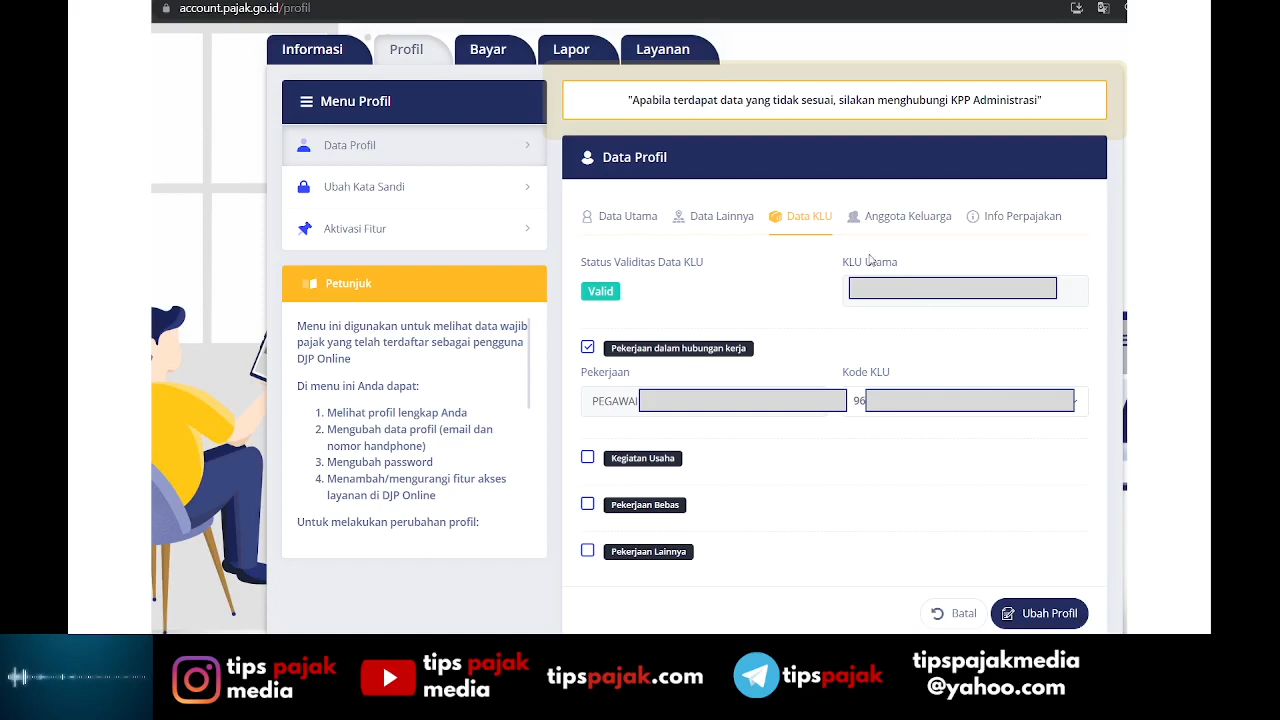 account.pajak.go.id/profil
Informasi
Profil
Bayar
Lapor
Layanan
Menu Profil
Data Profil
Ubah Kata Sandi
Aktivasi Fitur
Petunjuk
Menu ini digunakan untuk melihat data wajib
pajak yang telah terdaftar sebagai pengguna
DJP Online
Di menu ini Anda dapat:
1. Melihat profil lengkap Anda
2. Mengubah data profil (email dan
nomor handphone)
3. Mengubah password
4. Menambah/mengurangi fitur akses
layanan di DJP Online
Untuk melakukan perubahan profil:
"Apabila terdapat data yang tidak sesuai, silakan menghubungi KPP Administrasi"
Data Profil
Data Utama
Data Lainnya
Data KLU
Anggota Keluarga
Info Perpajakan
Status Validitas Data KLU
Valid
KLU Utama
Pekerjaan dalam hubungan kerja
Pekerjaan
PEGAWAI
Kode KLU
96
Kegiatan Usaha
Pekerjaan Bebas
Pekerjaan Lainnya
Batal
Ubah Profil
tips pajak
media
tips pajak
media
tipspajak.com
tipspajak
tipspajakmedia
@yahoo.com